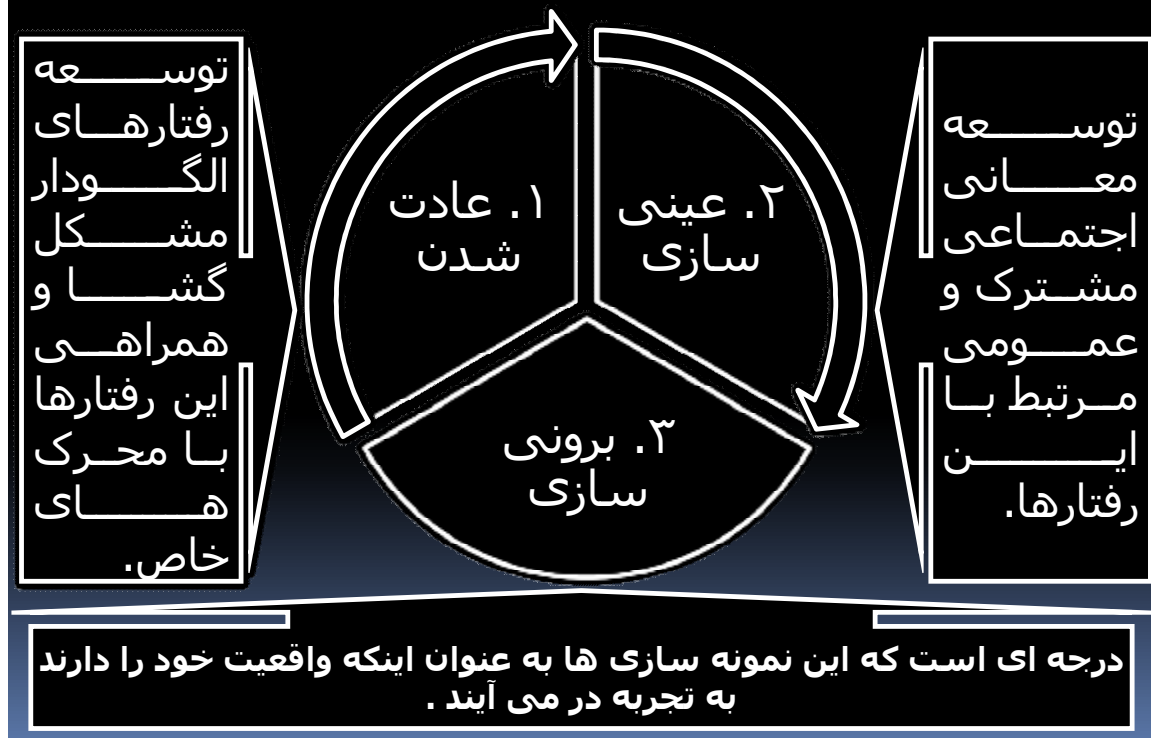 توسعه
رفتارهای
الگودار
مشکل
گشا و
همراهی
این رفتارها
با محرک
های
خاص.
۱. عادت
شدن
۲. عینی
سازی
۳. برونی
سازی
توسعه
معانی
اجتماعی
مشترک و
عمومی
مرتبط با
این
رفتارها.
درجه ای است که این نمونه سازی ها به عنوان اینکه واقعیت خود را دارند
به تجربه در می آیند .